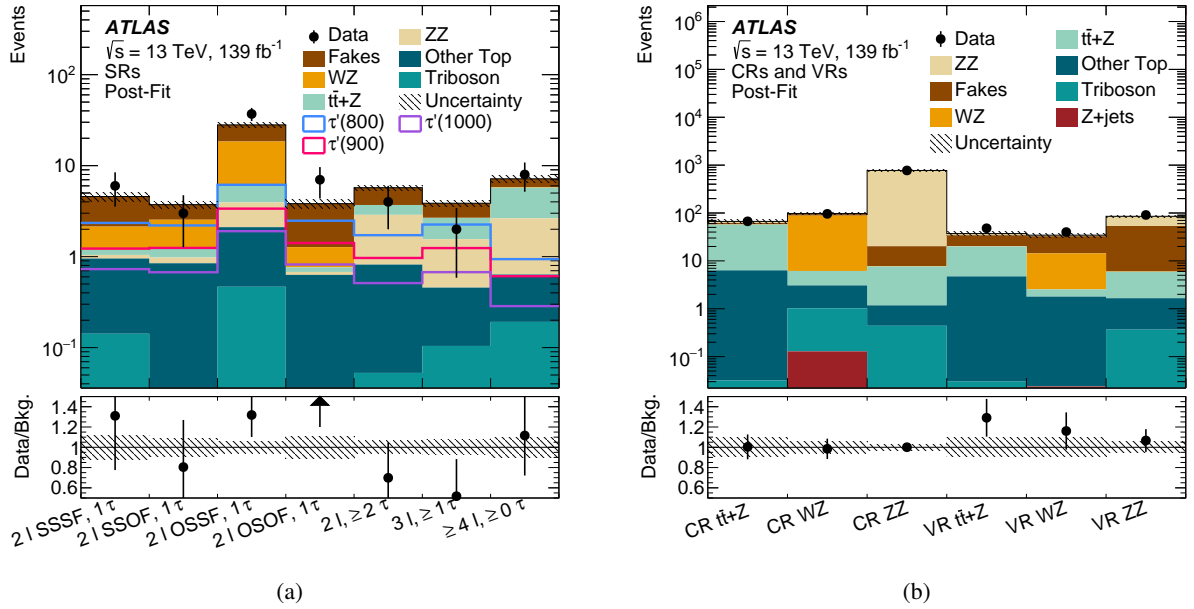 Events
10²
10
1
10⁻¹
ATLAS
√s = 13 TeV, 139 fb⁻¹
SRs
Post-Fit
Data
Fakes
WZ
tt̄+Z
τ'(800)
τ'(900)
ZZ
Other Top
Triboson
Uncertainty
τ'(1000)
Data/Bkg.
1.4
1.2
1
0.8
0.6
2 l SSSF, 1 τ
2 l SSOF, 1 τ
2 l OSSF, 1 τ
2 l OSOF, 1 τ
2 l, ≥ 2 τ
3 l, ≥ 1 τ
≥ 4 l, ≥ 0 τ
(a)
Events
10⁶
10⁵
10⁴
10³
10²
10
1
10⁻¹
ATLAS
√s = 13 TeV, 139 fb⁻¹
CRs and VRs
Post-Fit
Data
ZZ
Fakes
WZ
Uncertainty
tt̄+Z
Other Top
Triboson
Z+jets
Data/Bkg.
1.4
1.2
1
0.8
0.6
CR tt̄+Z
CR WZ
CR ZZ
VR tt̄+Z
VR WZ
VR ZZ
(b)